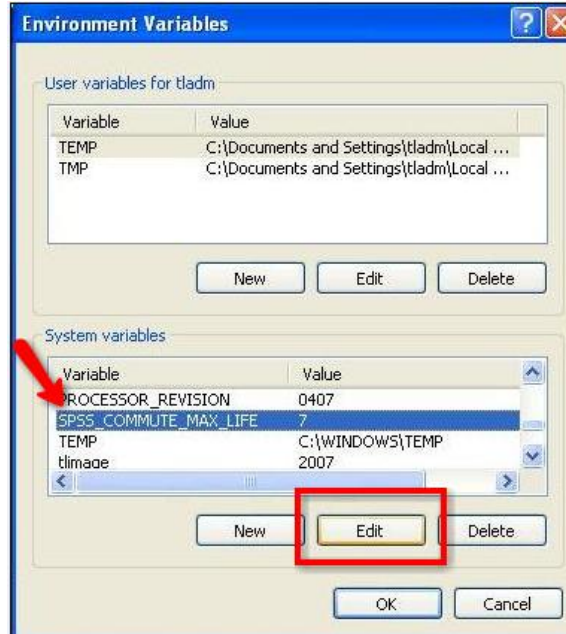 Environment Variables
User variables for tladm
Variable Value
TEMP C:\Documents and Settings\tladm\Local ...
TMP C:\Documents and Settings\tladm\Local ...
New Edit Delete
System variables
Variable Value
PROCESSOR_REVISION 0407
SPSS_COMMUTE_MAX_LIFE 7
TEMP C:\WINDOWS\TEMP
tlimage 2007
New Edit Delete
OK Cancel